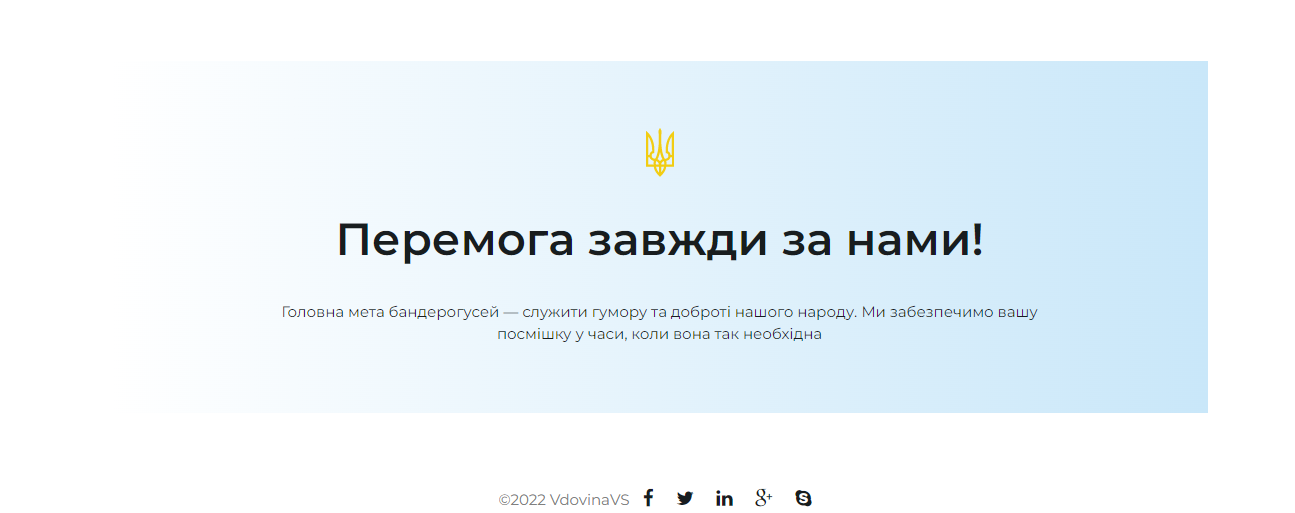 Перемога завжди за нами!
Головна мета бандерогусей — служити гумору та доброті нашого народу. Ми забезпечимо вашу
посмішку у часи, коли вона так необхідна
©2022 VdovinaVS